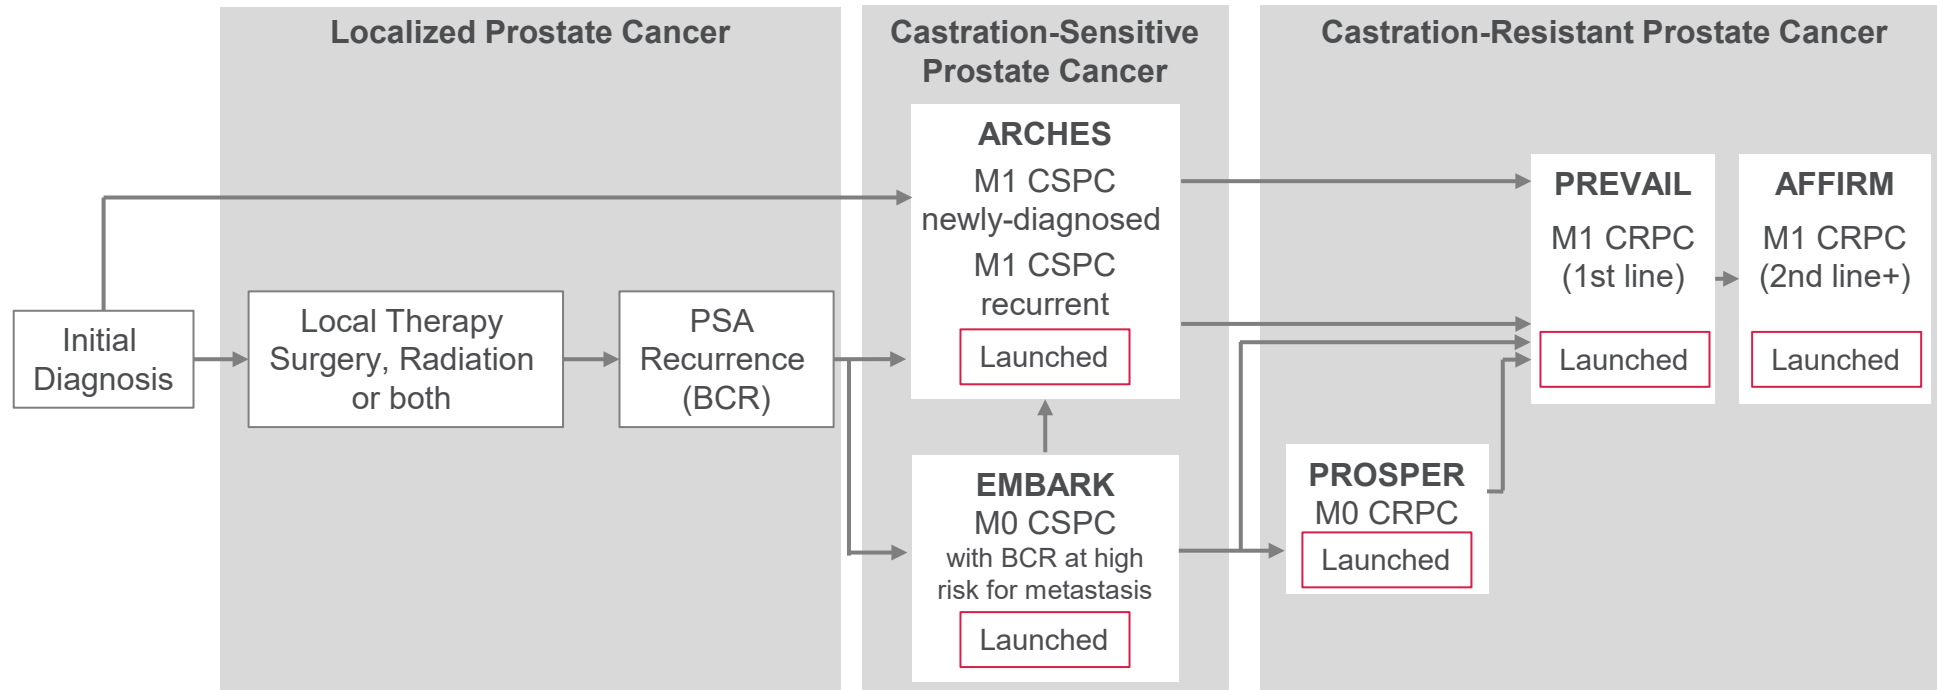 Localized Prostate Cancer
Castration-Sensitive
Prostate Cancer
Castration-Resistant Prostate Cancer
Initial
Diagnosis
Local Therapy
Surgery, Radiation
or both
PSA
Recurrence
(BCR)
ARCHES
M1 CSPC
newly-diagnosed
M1 CSPC
recurrent
Launched
EMBARK
M0 CSPC
with BCR at high
risk for metastasis
Launched
PROSPER
M0 CRPC
Launched
PREVAIL
M1 CRPC
(1st line)
Launched
AFFIRM
M1 CRPC
(2nd line+)
Launched